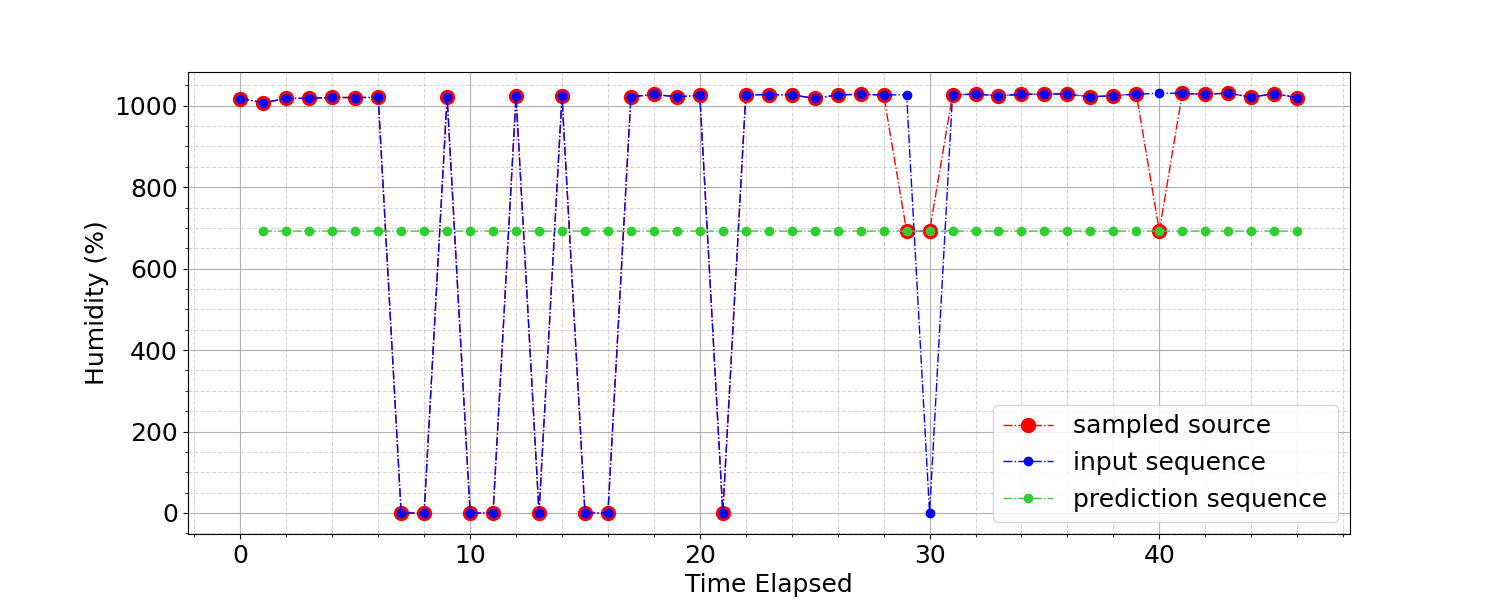 Humidity (%)
1000
800
600
400
200
0
0 10 20 30 40
Time Elapsed
sampled source
input sequence
prediction sequence